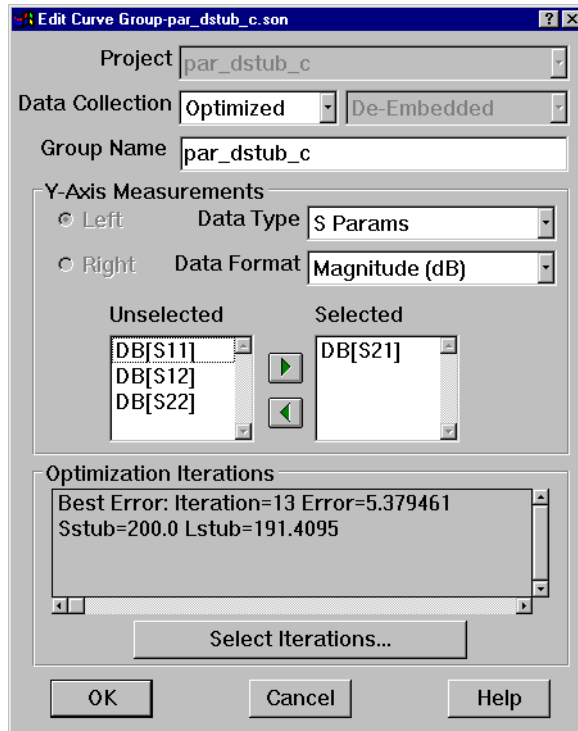 Edit Curve Group-par_dstub_c.son
Project par_dstub_c
Data Collection Optimized De-Embedded
Group Name par_dstub_c
Y-Axis Measurements
Left Data Type S Params
Right Data Format Magnitude (dB)
Unselected Selected
DB[S11] DB[S21]
DB[S12]
DB[S22]
Optimization Iterations
Best Error: Iteration=13 Error=5.379461
Sstub=200.0 Lstub=191.4095
Select Iterations...
OK Cancel Help